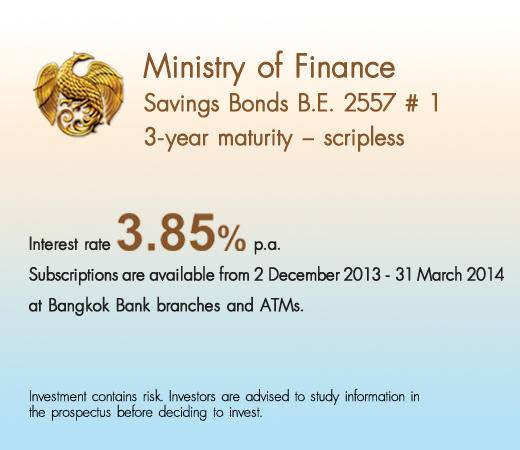 Ministry of Finance
Savings Bonds B.E. 2557 # 1
3-year maturity – scripless
Interest rate 3.85% p.a.
Subscriptions are available from 2 December 2013 - 31 March 2014
at Bangkok Bank branches and ATMs.
Investment contains risk. Investors are advised to study information in
the prospectus before deciding to invest.